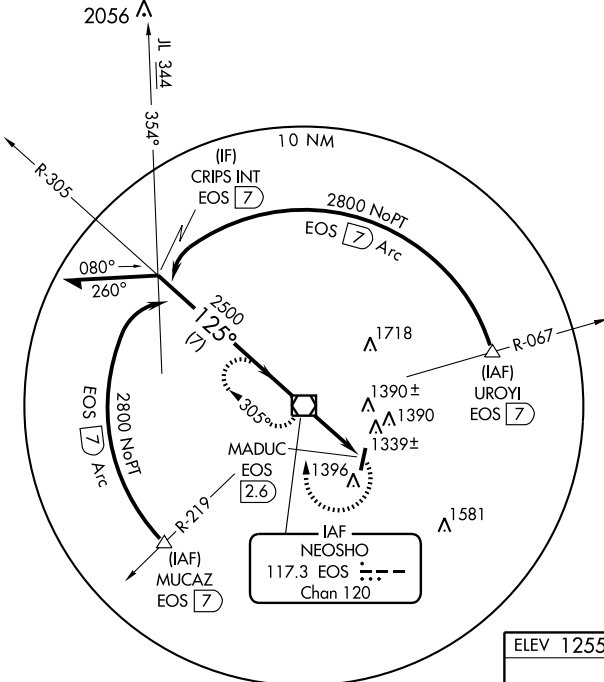 2056
JL 344
354°
R-305
10 NM
(IF)
CRIPS INT
EOS 7
2800 NoPT
EOS 7 Arc
080°
260°
2500
125°
(7)
1718
R-067
(IAF)
UROYI
EOS 7
305°
1390±
1390
1339±
2800 NoPT
EOS 7 Arc
MADUC
EOS
2.6
1396
R-219
1581
(IAF)
MUCAZ
EOS 7
IAF
NEOSHO
117.3 EOS
Chan 120
ELEV 1255